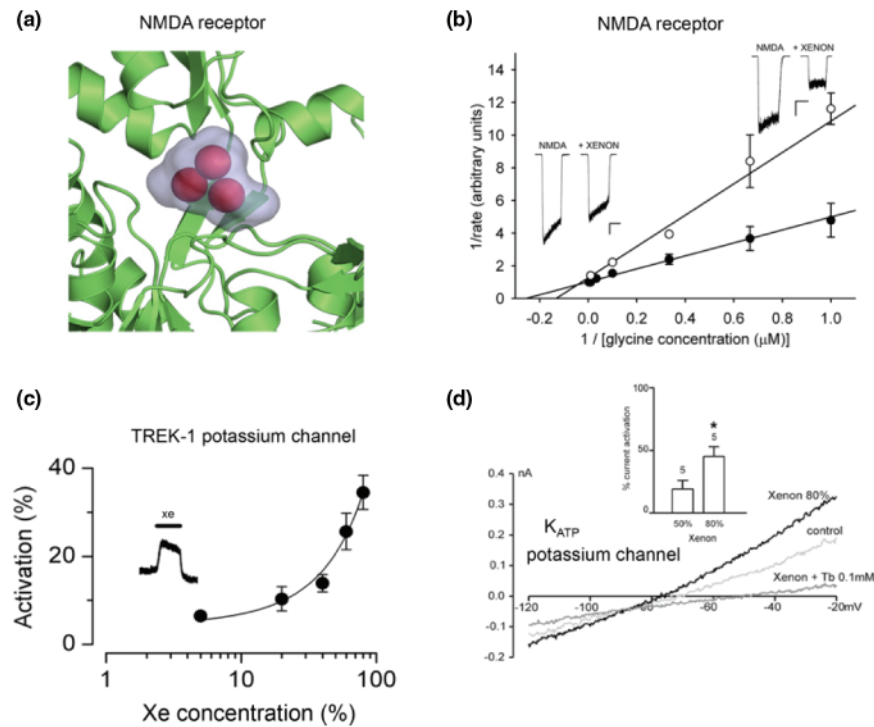 (a)
NMDA receptor
(b)
NMDA receptor
NMDA + XENON
NMDA + XENON
14
12
10
8
6
4
2
0
1/rate (arbitrary units)
-0.2 0.0 0.2 0.4 0.6 0.8 1.0
1 / [glycine concentration (μM)]
(c)
TREK-1 potassium channel
40
20
0
Activation (%)
xe
1 10 100
Xe concentration (%)
(d)
100
50
0
% current activation
5
*
5
50% 80%
Xenon
nA
0.4
0.3
0.2
0.1
0.0
-0.1
-0.2
K_ATP
potassium channel
Xenon 80%
control
Xenon + Tb 0.1mM
-120 -100 -80 -60 -40 -20mV